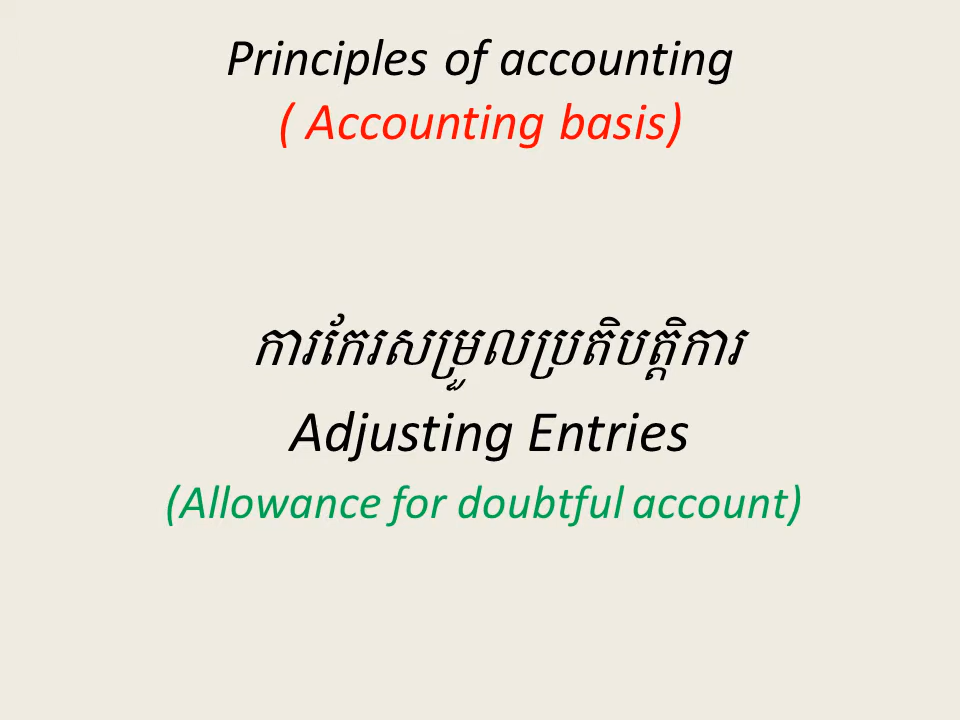 Principles of accounting
( Accounting basis)
ការកែរសម្រួលប្រតិបត្តិការ
Adjusting Entries
(Allowance for doubtful account)